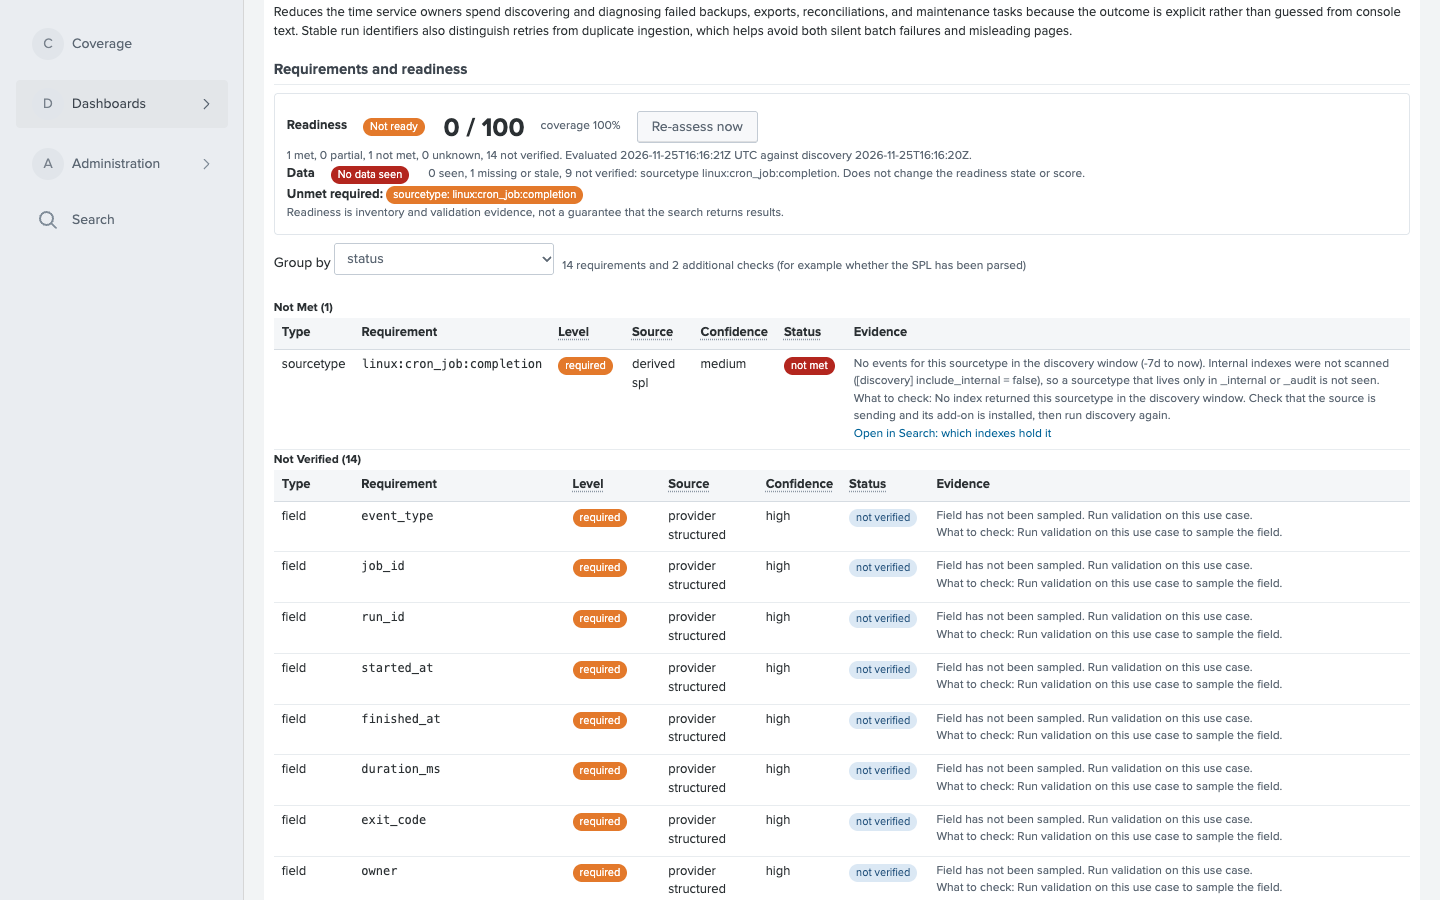 C Coverage
D Dashboards
A Administration
Search
Reduces the time service owners spend discovering and diagnosing failed backups, exports, reconciliations, and maintenance tasks because the outcome is explicit rather than guessed from console
text. Stable run identifiers also distinguish retries from duplicate ingestion, which helps avoid both silent batch failures and misleading pages.
Requirements and readiness
Readiness Not ready 0 / 100 coverage 100% Re-assess now
1 met, 0 partial, 1 not met, 0 unknown, 14 not verified. Evaluated 2026-11-25T16:16:21Z UTC against discovery 2026-11-25T16:16:20Z.
Data No data seen 0 seen, 1 missing or stale, 9 not verified: sourcetype linux:cron_job:completion. Does not change the readiness state or score.
Unmet required: sourcetype: linux:cron_job:completion
Readiness is inventory and validation evidence, not a guarantee that the search returns results.
Group by status 14 requirements and 2 additional checks (for example whether the SPL has been parsed)
Not Met (1)
Type Requirement Level Source Confidence Status Evidence
sourcetype linux:cron_job:completion required derived spl medium not met No events for this sourcetype in the discovery window (-7d to now). Internal indexes were not scanned
([discovery] include_internal = false), so a sourcetype that lives only in _internal or _audit is not seen.
What to check: No index returned this sourcetype in the discovery window. Check that the source is
sending and its add-on is installed, then run discovery again.
Open in Search: which indexes hold it
Not Verified (14)
Type Requirement Level Source Confidence Status Evidence
field event_type required provider structured high not verified Field has not been sampled. Run validation on this use case.
What to check: Run validation on this use case to sample the field.
field job_id required provider structured high not verified Field has not been sampled. Run validation on this use case.
What to check: Run validation on this use case to sample the field.
field run_id required provider structured high not verified Field has not been sampled. Run validation on this use case.
What to check: Run validation on this use case to sample the field.
field started_at required provider structured high not verified Field has not been sampled. Run validation on this use case.
What to check: Run validation on this use case to sample the field.
field finished_at required provider structured high not verified Field has not been sampled. Run validation on this use case.
What to check: Run validation on this use case to sample the field.
field duration_ms required provider structured high not verified Field has not been sampled. Run validation on this use case.
What to check: Run validation on this use case to sample the field.
field exit_code required provider structured high not verified Field has not been sampled. Run validation on this use case.
What to check: Run validation on this use case to sample the field.
field owner required provider structured high not verified Field has not been sampled. Run validation on this use case.
What to check: Run validation on this use case to sample the field.